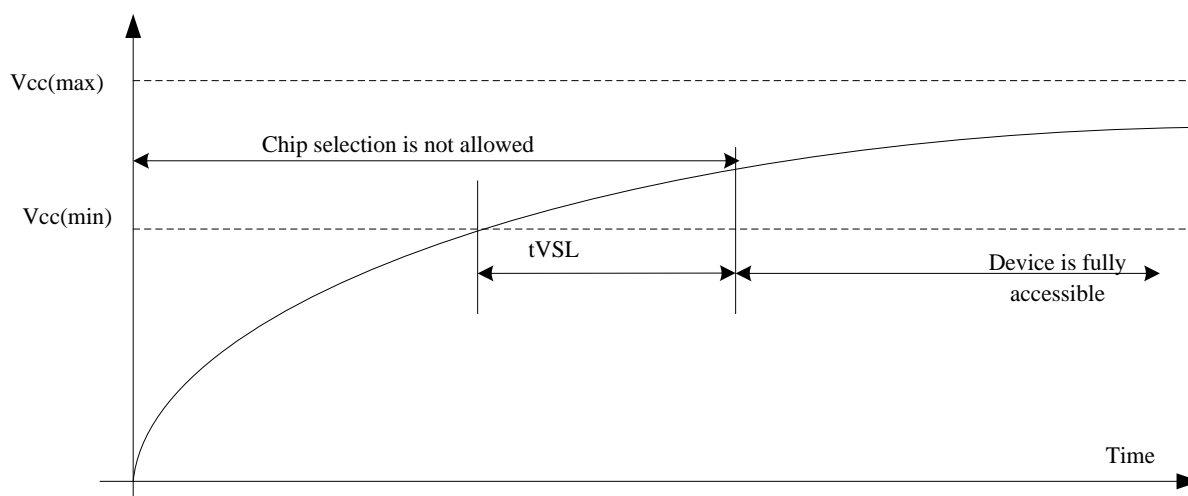 Vcc(max)
Chip selection is not allowed
Vcc(min)
tVSL
Device is fully
accessible
Time